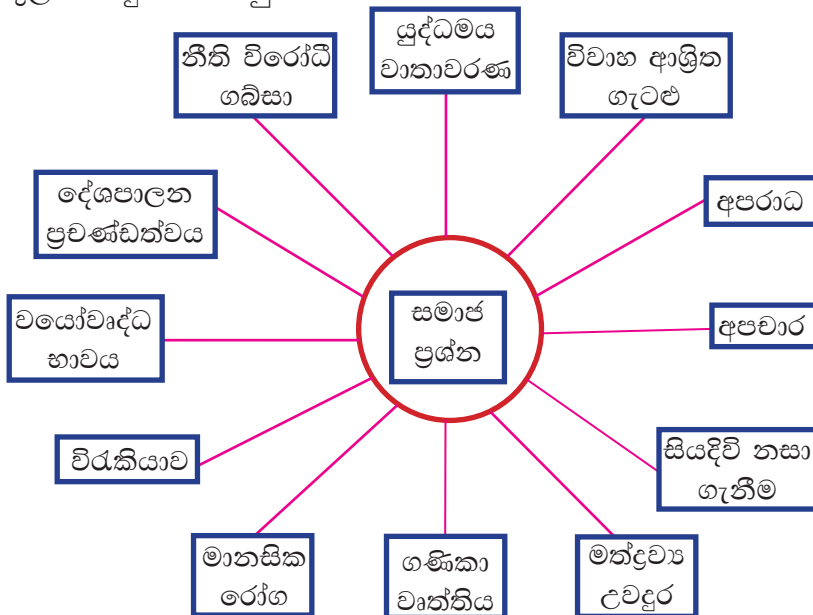 යුද්ධමය
වාතාවරණ
නීති විරෝධී
ගබ්සා
විවාහ ආශ්‍රිත
ගැටළු
දේශපාලන
ප්‍රචණ්ඩත්වය
අපරාධ
වයෝවෘද්ධ
භාවය
සමාජ
ප්‍රශ්න
අපචාර
විරැකියාව
සියදිවි නසා
ගැනීම
මානසික
රෝග
ගණිකා
වෘත්තිය
මත්ද්‍රව්‍ය
උවදුර